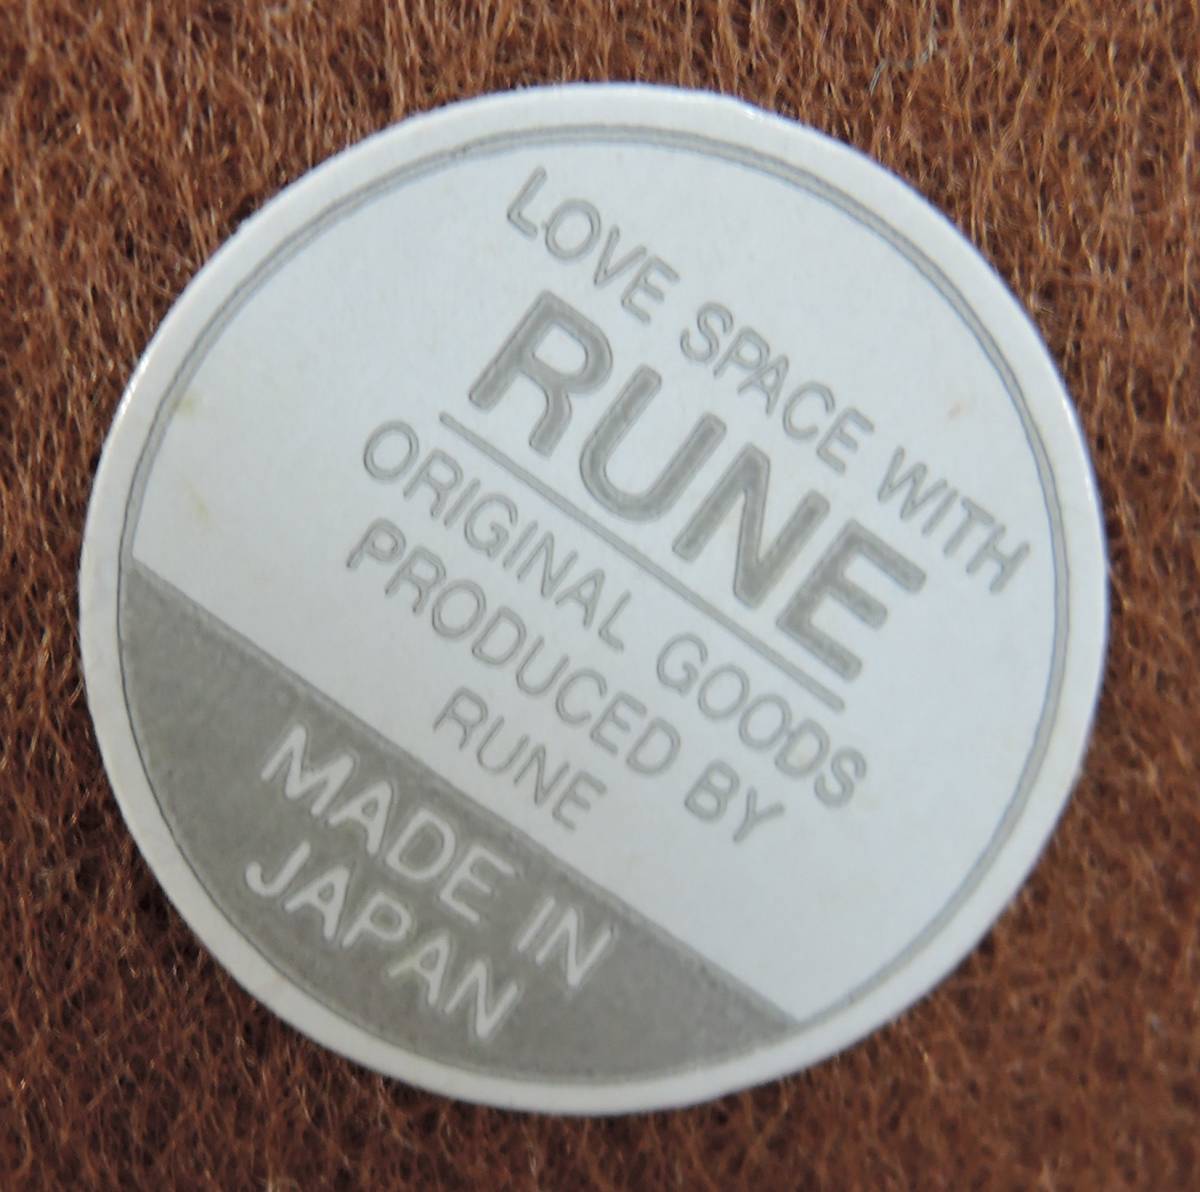 LOVE SPACE WITH
RUNE
ORIGINAL GOODS
PRODUCED BY
RUNE
MADE IN
JAPAN